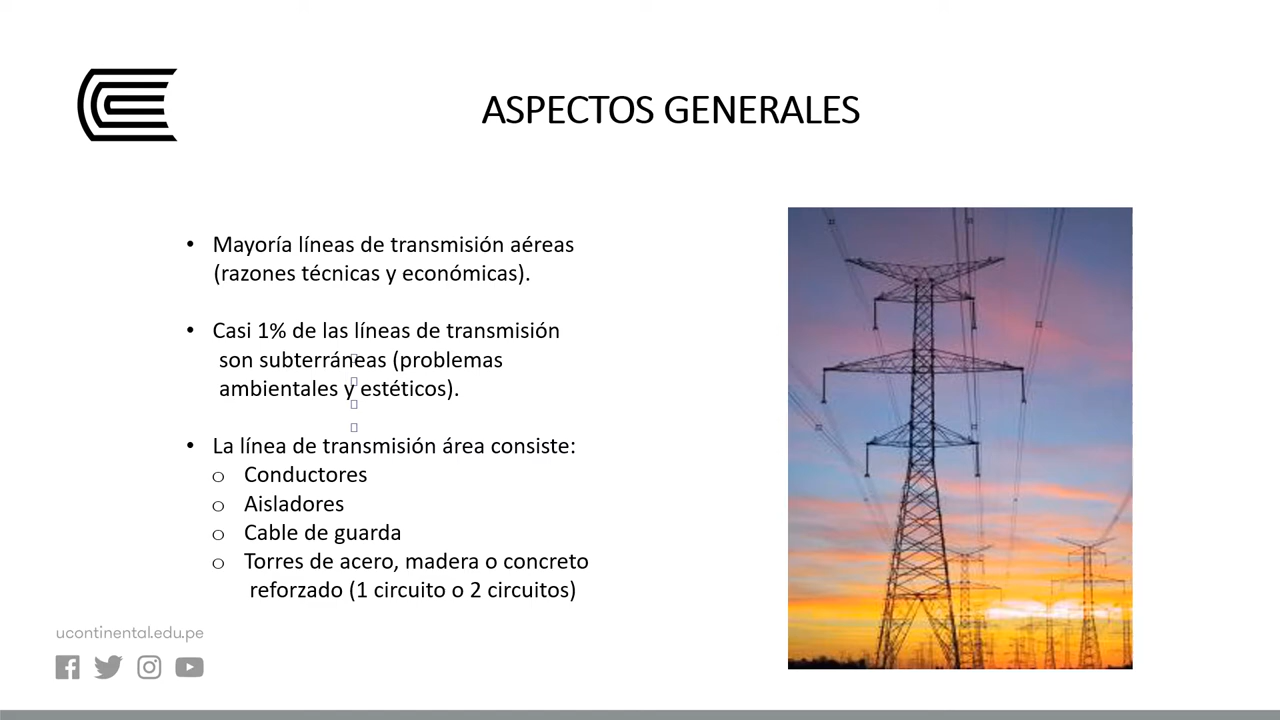 ASPECTOS GENERALES
• Mayoría líneas de transmisión aéreas
(razones técnicas y económicas).
• Casi 1% de las líneas de transmisión
son subterráneas (problemas
ambientales y estéticos).
• La línea de transmisión área consiste:
o Conductores
o Aisladores
o Cable de guarda
o Torres de acero, madera o concreto
reforzado (1 circuito o 2 circuitos)
ucontinental.edu.pe